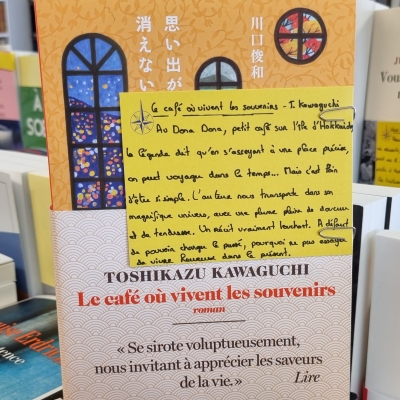 川口俊和
思い出が
消えない
Le café où vivent les souvenirs - T. Kawaguchi
Au Dona Dona, petit café sur l'île d'Hokkaido,
la légende dit qu'en s'asseyant à une place précise,
on peut voyager dans le temps... Mais c'est loin
d'être si simple. L'auteur nous transporte dans son
magnifique univers, avec une plume pleine de douceur
et de tendresse. Un récit vraiment touchant. A défaut
de pouvoir changer le passé, pourquoi ne pas essayer
de vivre heureux dans le présent.
TOSHIKAZU KAWAGUCHI
Le café où vivent les souvenirs
roman
« Se sirote voluptueusement,
nous invitant à apprécier les saveurs
de la vie. » Lire
À
SO
Vou